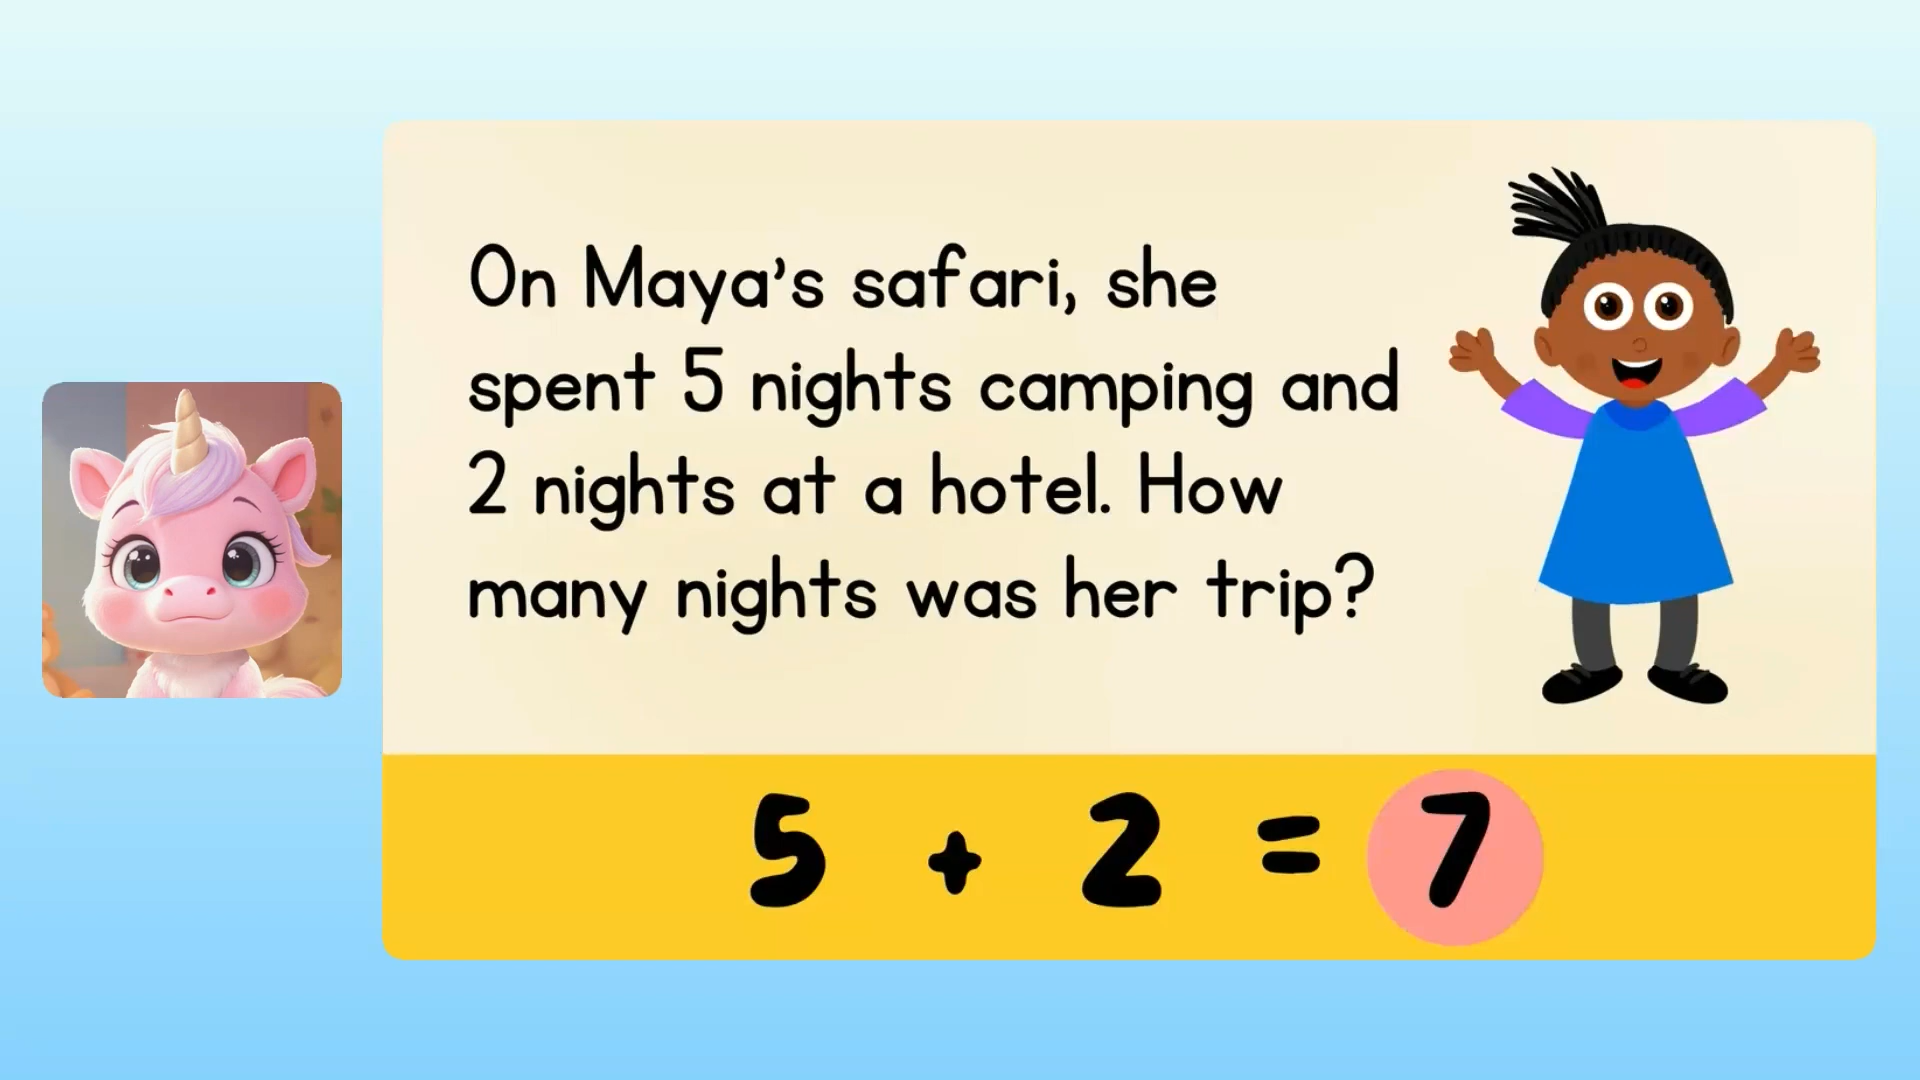 On Maya's safari, she
spent 5 nights camping and
2 nights at a hotel. How
many nights was her trip?
5 + 2 = 7